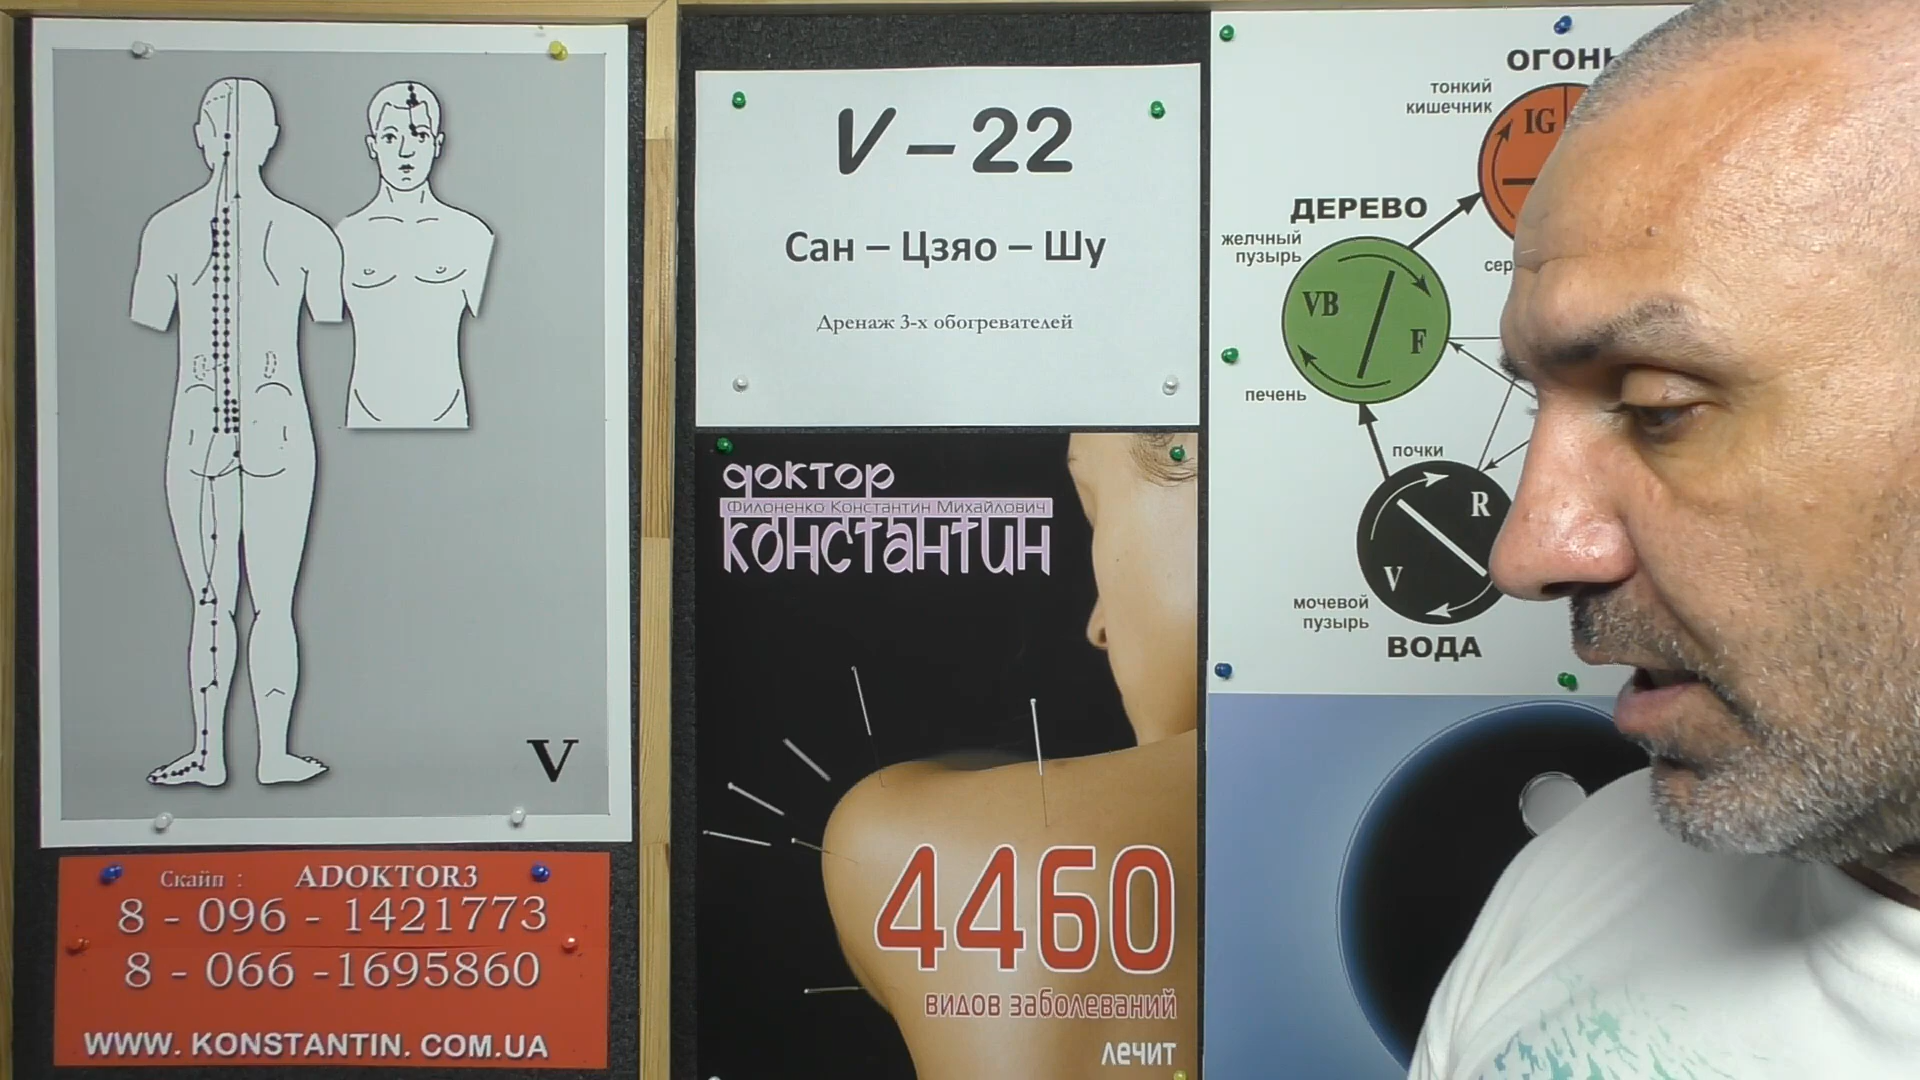 V
Скайп : ADOKTOR3
8 - 096 - 1421773
8 - 066 -1695860
WWW. KONSTANTIN. COM.UA
V – 22
Сан – Цзяо – Шу
Дренаж 3-х обогревателей
доктор
Филоненко Константин Михайлович
константин
4460
видов заболеваний
лечит
ОГОНЬ
тонкий
кишечник
IG
ДЕРЕВО
желчный
пузырь
VB
F
печень
почки
R
V
мочевой
пузырь
ВОДА